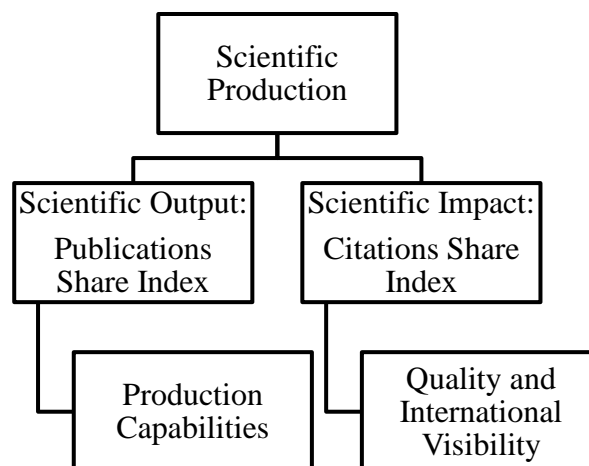 Scientific
Production
Scientific Output:
Publications
Share Index
Scientific Impact:
Citations Share
Index
Production
Capabilities
Quality and
International
Visibility